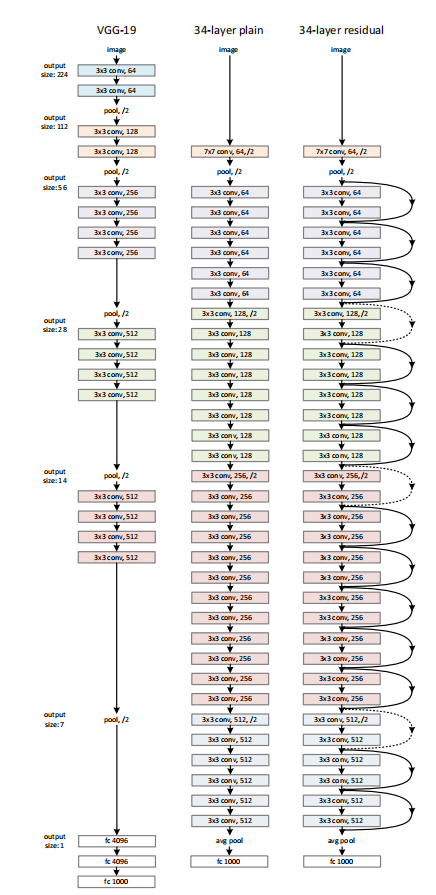 VGG-19
image
output
size: 224
3x3 conv, 64
3x3 conv, 64
pool, /2
output
size: 112
3x3 conv, 128
3x3 conv, 128
pool, /2
output
size: 56
3x3 conv, 256
3x3 conv, 256
3x3 conv, 256
3x3 conv, 256
pool, /2
output
size: 28
3x3 conv, 512
3x3 conv, 512
3x3 conv, 512
3x3 conv, 512
pool, /2
output
size: 14
3x3 conv, 512
3x3 conv, 512
3x3 conv, 512
3x3 conv, 512
pool, /2
output
size: 7
output
size: 1
fc 4096
fc 4096
fc 1000
34-layer plain
image
7x7 conv, 64, /2
pool, /2
3x3 conv, 64
3x3 conv, 64
3x3 conv, 64
3x3 conv, 64
3x3 conv, 64
3x3 conv, 64
3x3 conv, 128, /2
3x3 conv, 128
3x3 conv, 128
3x3 conv, 128
3x3 conv, 128
3x3 conv, 128
3x3 conv, 128
3x3 conv, 128
3x3 conv, 256, /2
3x3 conv, 256
3x3 conv, 256
3x3 conv, 256
3x3 conv, 256
3x3 conv, 256
3x3 conv, 256
3x3 conv, 256
3x3 conv, 256
3x3 conv, 256
3x3 conv, 256
3x3 conv, 256
3x3 conv, 512, /2
3x3 conv, 512
3x3 conv, 512
3x3 conv, 512
3x3 conv, 512
3x3 conv, 512
avg pool
fc 1000
34-layer residual
image
7x7 conv, 64, /2
pool, /2
3x3 conv, 64
3x3 conv, 64
3x3 conv, 64
3x3 conv, 64
3x3 conv, 64
3x3 conv, 64
3x3 conv, 128, /2
3x3 conv, 128
3x3 conv, 128
3x3 conv, 128
3x3 conv, 128
3x3 conv, 128
3x3 conv, 128
3x3 conv, 128
3x3 conv, 256, /2
3x3 conv, 256
3x3 conv, 256
3x3 conv, 256
3x3 conv, 256
3x3 conv, 256
3x3 conv, 256
3x3 conv, 256
3x3 conv, 256
3x3 conv, 256
3x3 conv, 256
3x3 conv, 256
3x3 conv, 512, /2
3x3 conv, 512
3x3 conv, 512
3x3 conv, 512
3x3 conv, 512
3x3 conv, 512
avg pool
fc 1000